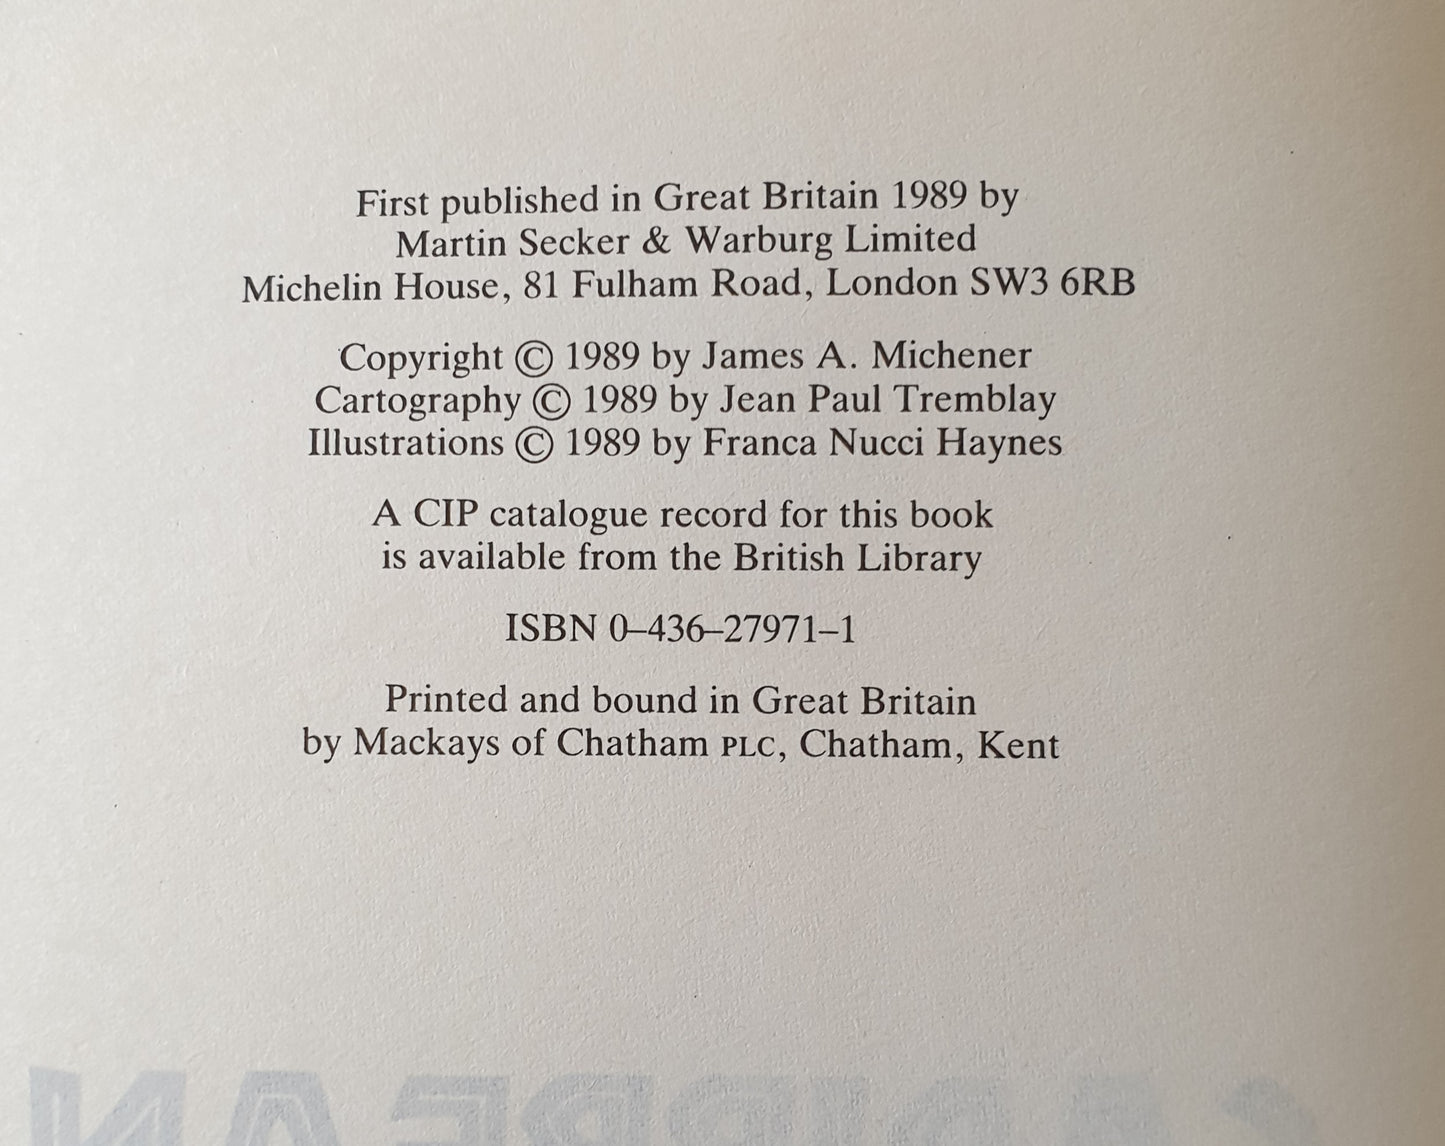 First published in Great Britain 1989 by
Martin Secker & Warburg Limited
Michelin House, 81 Fulham Road, London SW3 6RB
Copyright © 1989 by James A. Michener
Cartography © 1989 by Jean Paul Tremblay
Illustrations © 1989 by Franca Nucci Haynes
A CIP catalogue record for this book
is available from the British Library
ISBN 0–436–27971–1
Printed and bound in Great Britain
by Mackays of Chatham PLC, Chatham, Kent